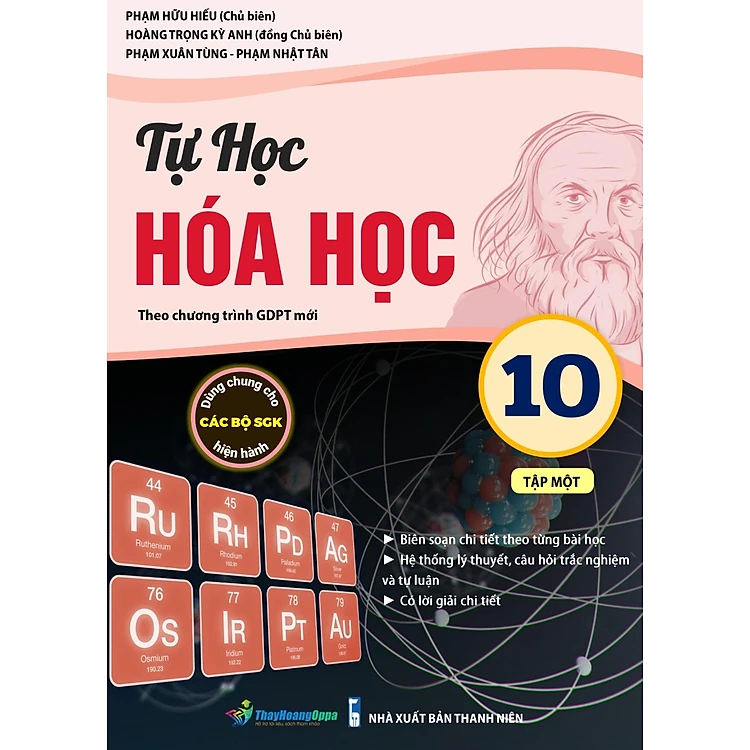 PHẠM HỮU HIẾU (Chủ biên)
HOÀNG TRỌNG KỲ ANH (đồng Chủ biên)
PHẠM XUÂN TÙNG - PHẠM NHẬT TÂN
Tự Học
HÓA HỌC
Theo chương trình GDPT mới
10
TẬP MỘT
Dùng chung cho
CÁC BỘ SGK
hiện hành
44
RU
Ruthenium
101.07
45
RH
Rhodium
46
PD
Paladium
47
AG
Silver
76
OS
Osmium
190.23
77
IR
Iridium
192.22
78
PT
Platinum
79
AU
Gold
► Biên soạn chi tiết theo từng bài học
► Hệ thống lý thuyết, câu hỏi trắc nghiệm
và tự luận
► Có lời giải chi tiết
ThayHoangOppa
NHÀ XUẤT BẢN THANH NIÊN